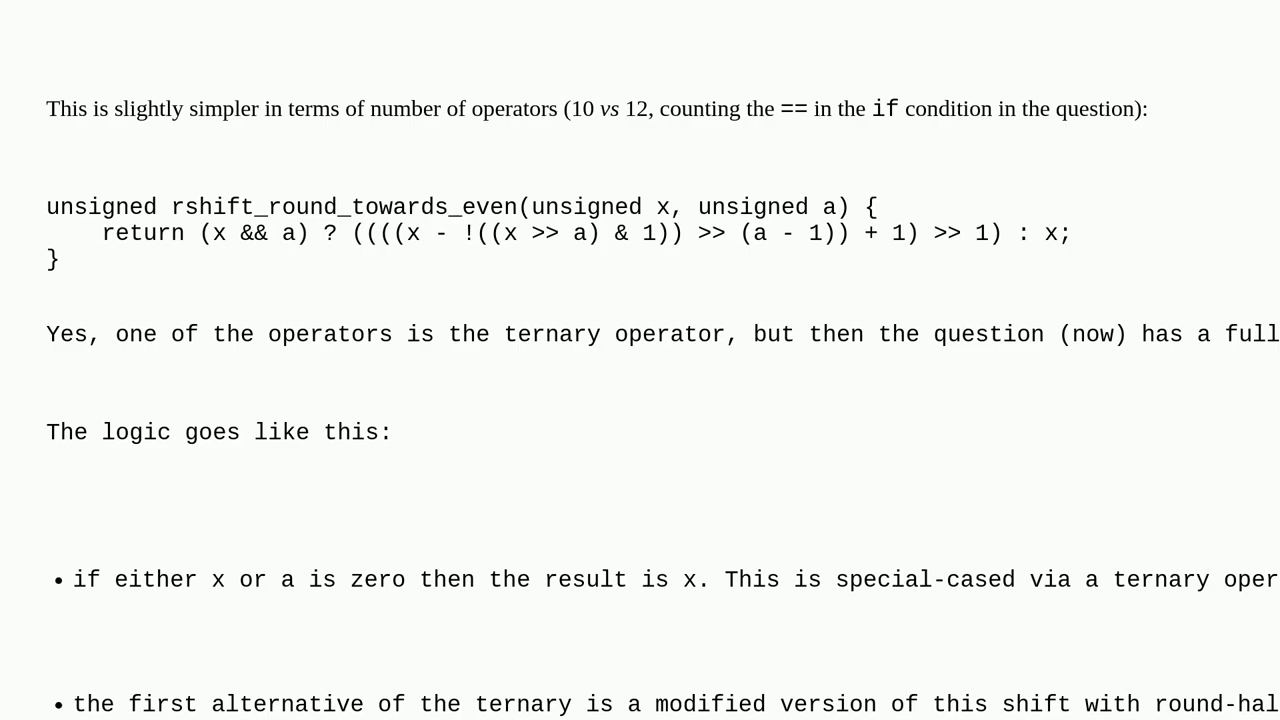 This is slightly simpler in terms of number of operators (10 vs 12, counting the == in the if condition in the question):
unsigned rshift_round_towards_even(unsigned x, unsigned a) {
    return (x && a) ? ((((x - !((x >> a) & 1)) >> (a - 1)) + 1) >> 1) : x;
}
Yes, one of the operators is the ternary operator, but then the question (now) has a full
The logic goes like this:
• if either x or a is zero then the result is x. This is special-cased via a ternary oper
• the first alternative of the ternary is a modified version of this shift with round-hal